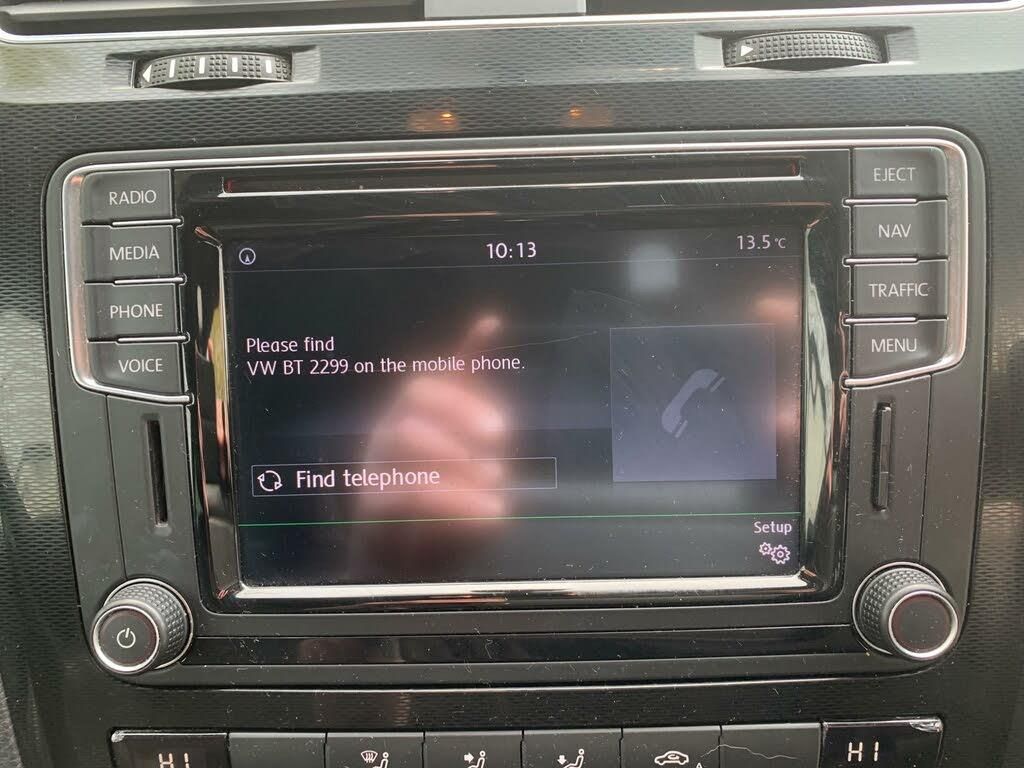 RADIO
MEDIA
PHONE
VOICE
EJECT
NAV
TRAFFIC
MENU
10:13
13.5°C
Please find
VW BT 2299 on the mobile phone.
Find telephone
Setup
HI
HI